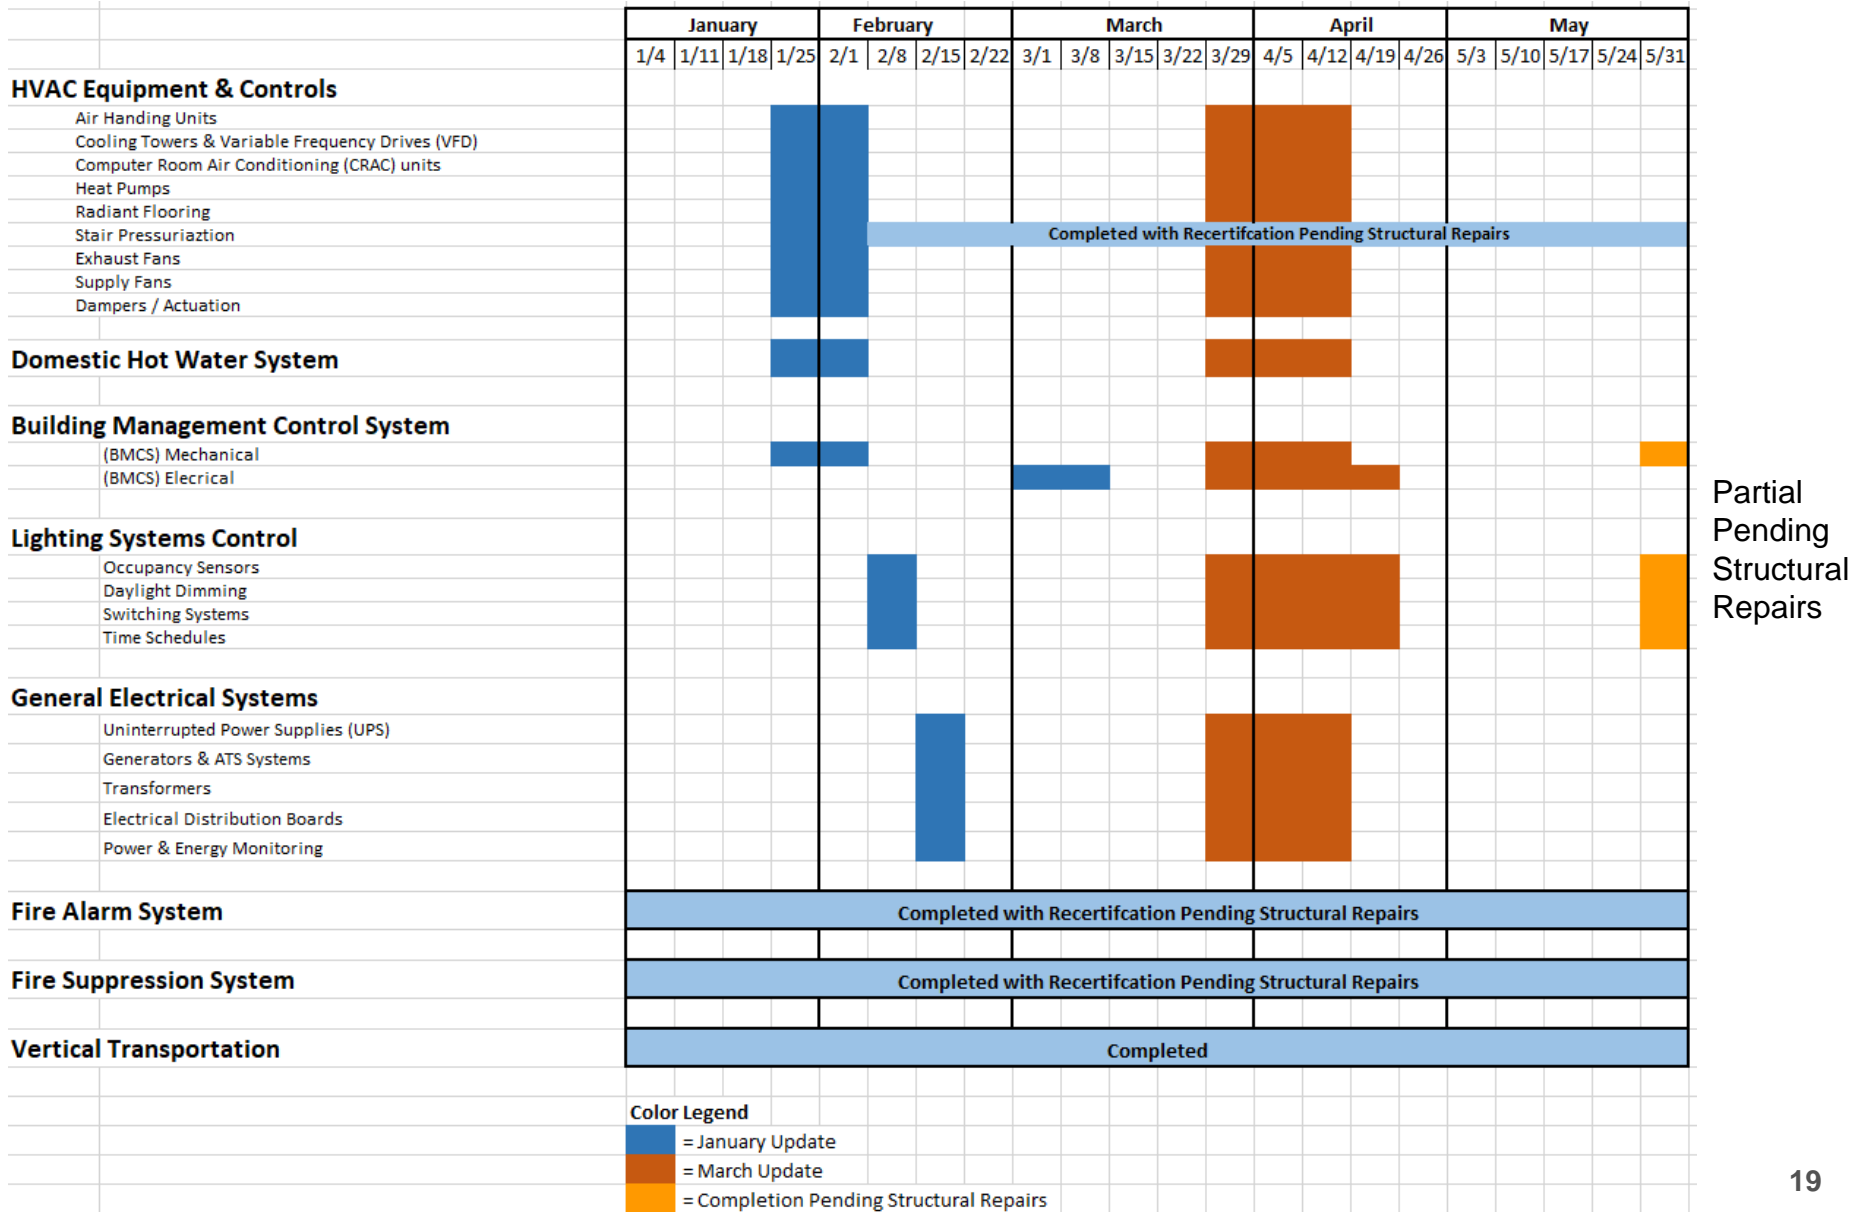 January February March April May
1/4 1/11 1/18 1/25 2/1 2/8 2/15 2/22 3/1 3/8 3/15 3/22 3/29 4/5 4/12 4/19 4/26 5/3 5/10 5/17 5/24 5/31
HVAC Equipment & Controls
Air Handing Units
Cooling Towers & Variable Frequency Drives (VFD)
Computer Room Air Conditioning (CRAC) units
Heat Pumps
Radiant Flooring
Stair Pressuriaztion Completed with Recertifcation Pending Structural Repairs
Exhaust Fans
Supply Fans
Dampers / Actuation
Domestic Hot Water System
Building Management Control System
(BMCS) Mechanical
(BMCS) Elecrical
Lighting Systems Control
Occupancy Sensors
Daylight Dimming
Switching Systems
Time Schedules
Partial
Pending
Structural
Repairs
General Electrical Systems
Uninterrupted Power Supplies (UPS)
Generators & ATS Systems
Transformers
Electrical Distribution Boards
Power & Energy Monitoring
Fire Alarm System Completed with Recertifcation Pending Structural Repairs
Fire Suppression System Completed with Recertifcation Pending Structural Repairs
Vertical Transportation Completed
Color Legend
= January Update
= March Update
= Completion Pending Structural Repairs
19